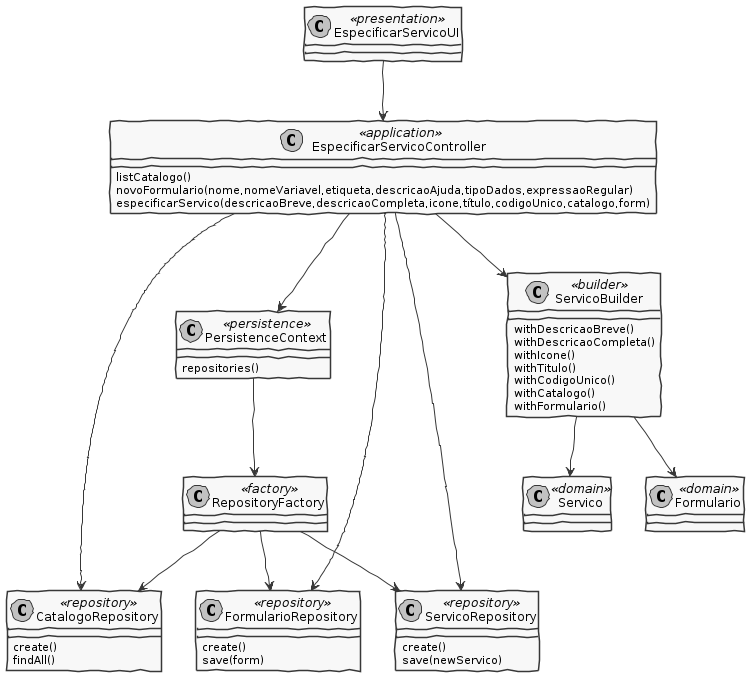 C
«presentation»
EspecificarServicoUI
C
«application»
EspecificarServicoController
listCatalogo()
novoFormulario(nome,nomeVariavel,etiqueta,descricaoAjuda,tipoDados,expressaoRegular)
especificarServico(descricaoBreve,descricaoCompleta,icone,título,codigoUnico,catalogo,form)
C
«persistence»
PersistenceContext
repositories()
C
«builder»
ServicoBuilder
withDescricaoBreve()
withDescricaoCompleta()
withIcone()
withTitulo()
withCodigoUnico()
withCatalogo()
withFormulario()
C
«factory»
RepositoryFactory
C
«domain»
Servico
C
«domain»
Formulario
C
«repository»
CatalogoRepository
create()
findAll()
C
«repository»
FormularioRepository
create()
save(form)
C
«repository»
ServicoRepository
create()
save(newServico)